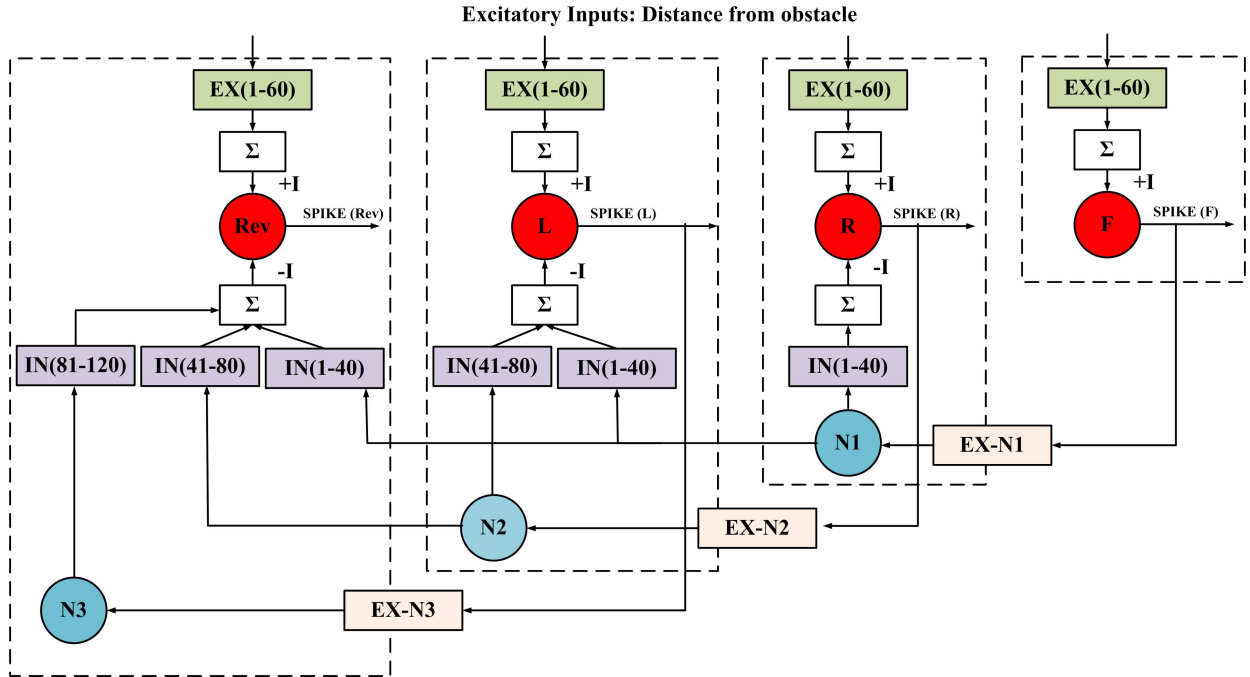 Excitatory Inputs: Distance from obstacle
EX(1-60)
EX(1-60)
EX(1-60)
EX(1-60)
Σ
Σ
Σ
Σ
+I
+I
+I
+I
Rev
SPIKE (Rev)
L
SPIKE (L)
R
SPIKE (R)
F
SPIKE (F)
-I
-I
-I
Σ
Σ
Σ
IN(81-120)
IN(41-80)
IN(1-40)
IN(41-80)
IN(1-40)
IN(1-40)
N1
EX-N1
N2
EX-N2
N3
EX-N3